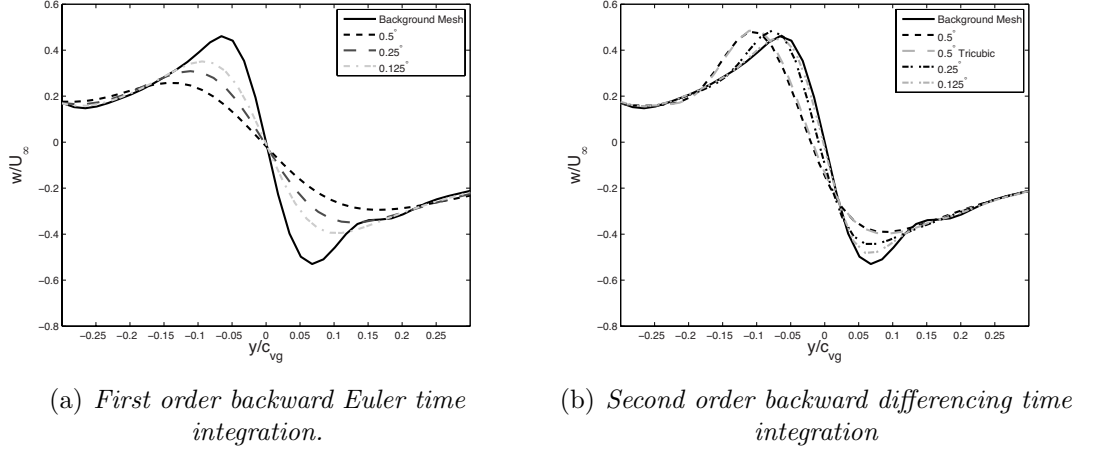 0.6
0.4
0.2
0
−0.2
−0.4
−0.6
−0.8
w/U∞
−0.25 −0.2 −0.15 −0.1 −0.05 0 0.05 0.1 0.15 0.2 0.25
y/cvg
Background Mesh
0.5°
0.25°
0.125°
(a) First order backward Euler time
integration.
0.6
0.4
0.2
0
−0.2
−0.4
−0.6
−0.8
w/U∞
−0.25 −0.2 −0.15 −0.1 −0.05 0 0.05 0.1 0.15 0.2 0.25
y/cvg
Background Mesh
0.5°
0.5° Tricubic
0.25°
0.125°
(b) Second order backward differencing time
integration